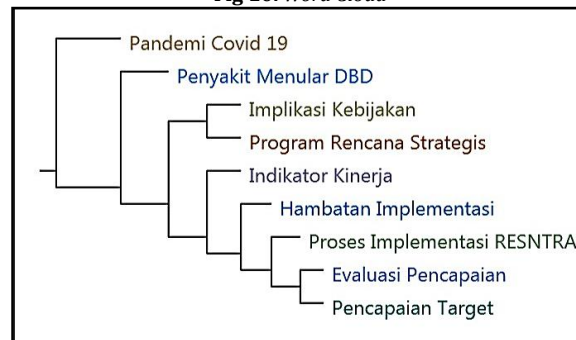 Pandemi Covid 19
Penyakit Menular DBD
Implikasi Kebijakan
Program Rencana Strategis
Indikator Kinerja
Hambatan Implementasi
Proses Implementasi RESNTRA
Evaluasi Pencapaian
Pencapaian Target